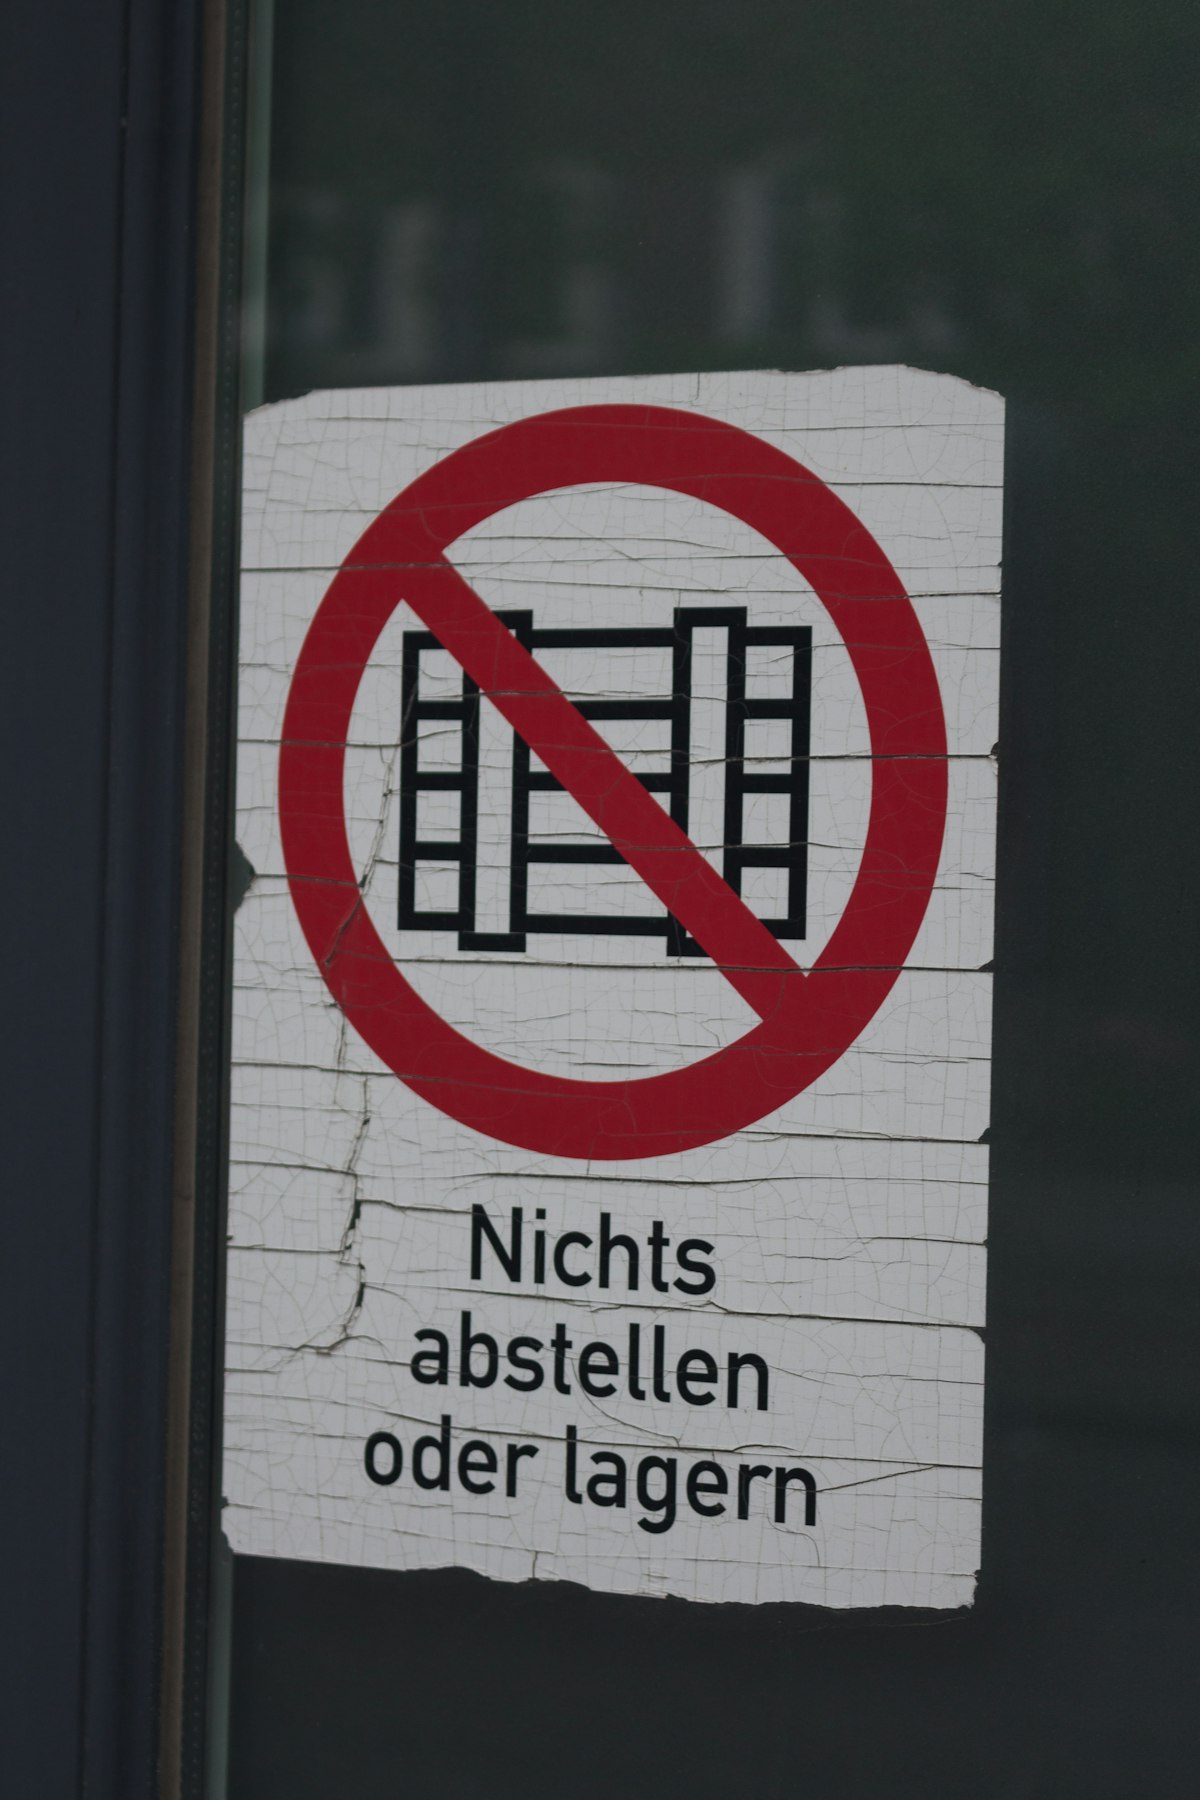 Nichts
abstellen
oder lagern